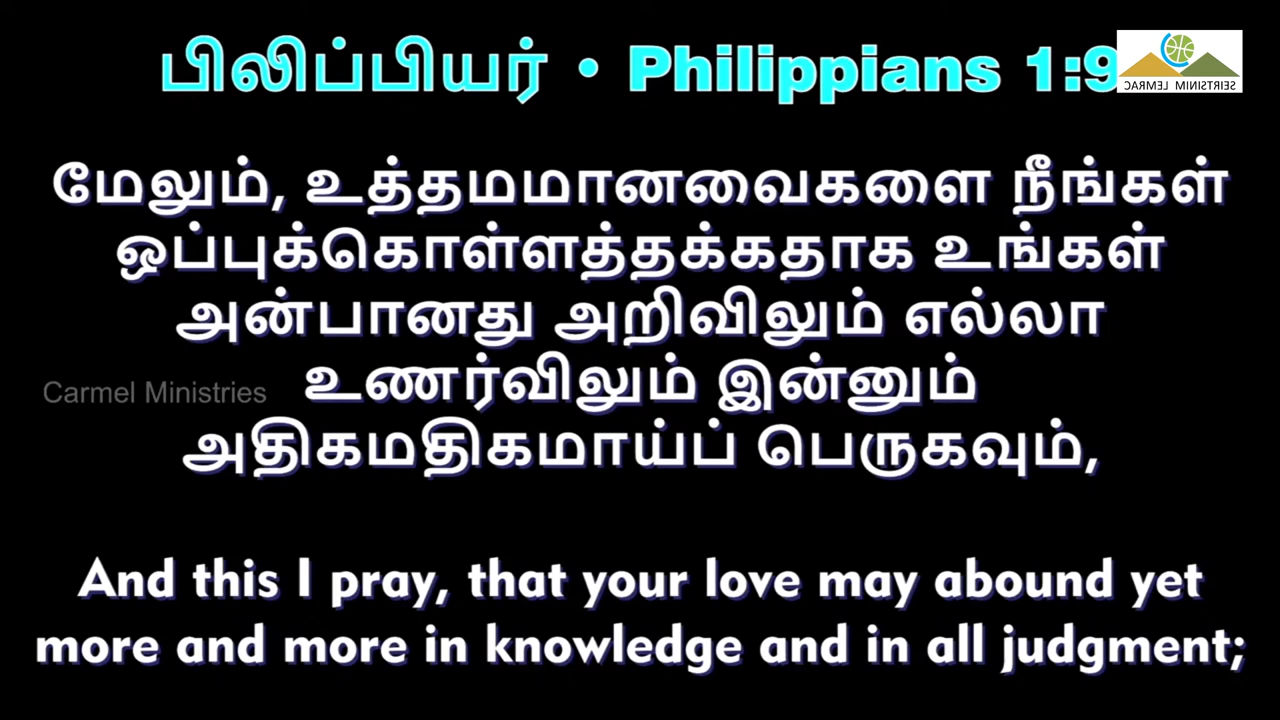 பிலிப்பியர் • Philippians 1:9
CARMEL MINISTRIES
மேலும், உத்தமமானவைகளை நீங்கள்
ஒப்புக்கொள்ளத்தக்கதாக உங்கள்
அன்பானது அறிவிலும் எல்லா
Carmel Ministries
உணர்விலும் இன்னும்
அதிகமதிகமாய்ப் பெருகவும்,
And this I pray, that your love may abound yet
more and more in knowledge and in all judgment;